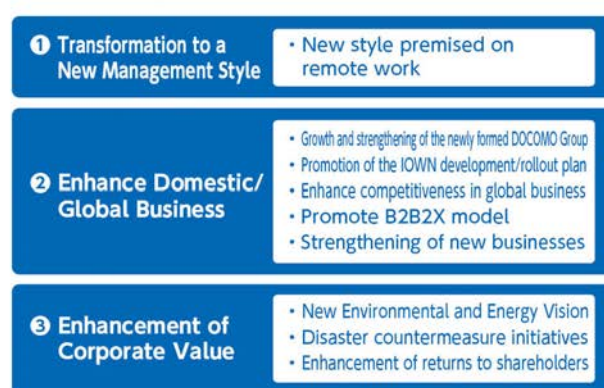 ❶ Transformation to a
New Management Style
• New style premised on
remote work
❷ Enhance Domestic/
Global Business
• Growth and strengthening of the newly formed DOCOMO Group
• Promotion of the IOWN development/rollout plan
• Enhance competitiveness in global business
• Promote B2B2X model
• Strengthening of new businesses
❸ Enhancement of
Corporate Value
• New Environmental and Energy Vision
• Disaster countermeasure initiatives
• Enhancement of returns to shareholders